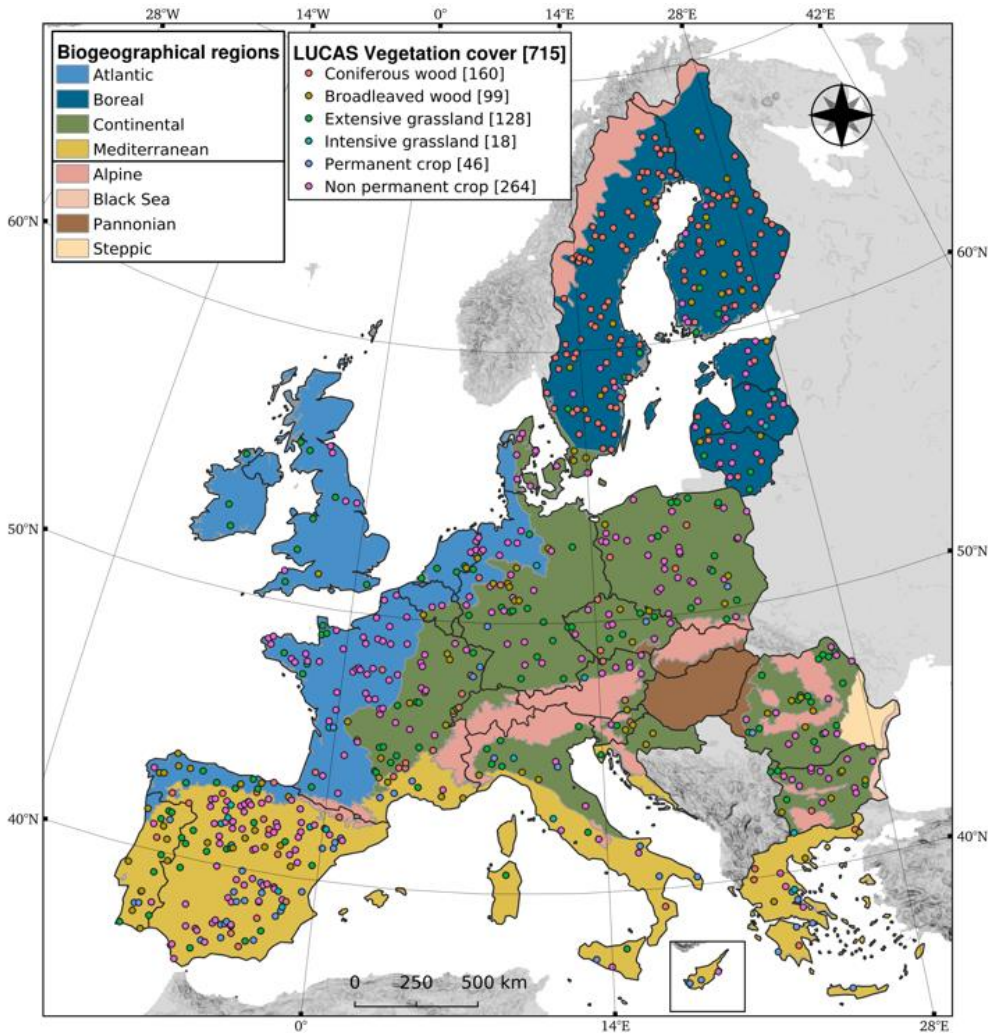 28°W 14°W 0° 14°E 28°E 42°E
Biogeographical regions
Atlantic
Boreal
Continental
Mediterranean
Alpine
Black Sea
Pannonian
Steppic
LUCAS Vegetation cover [715]
Coniferous wood [160]
Broadleaved wood [99]
Extensive grassland [128]
Intensive grassland [18]
Permanent crop [46]
Non permanent crop [264]
60°N
60°N
50°N
50°N
40°N
40°N
0 250 500 km
0° 14°E 28°E